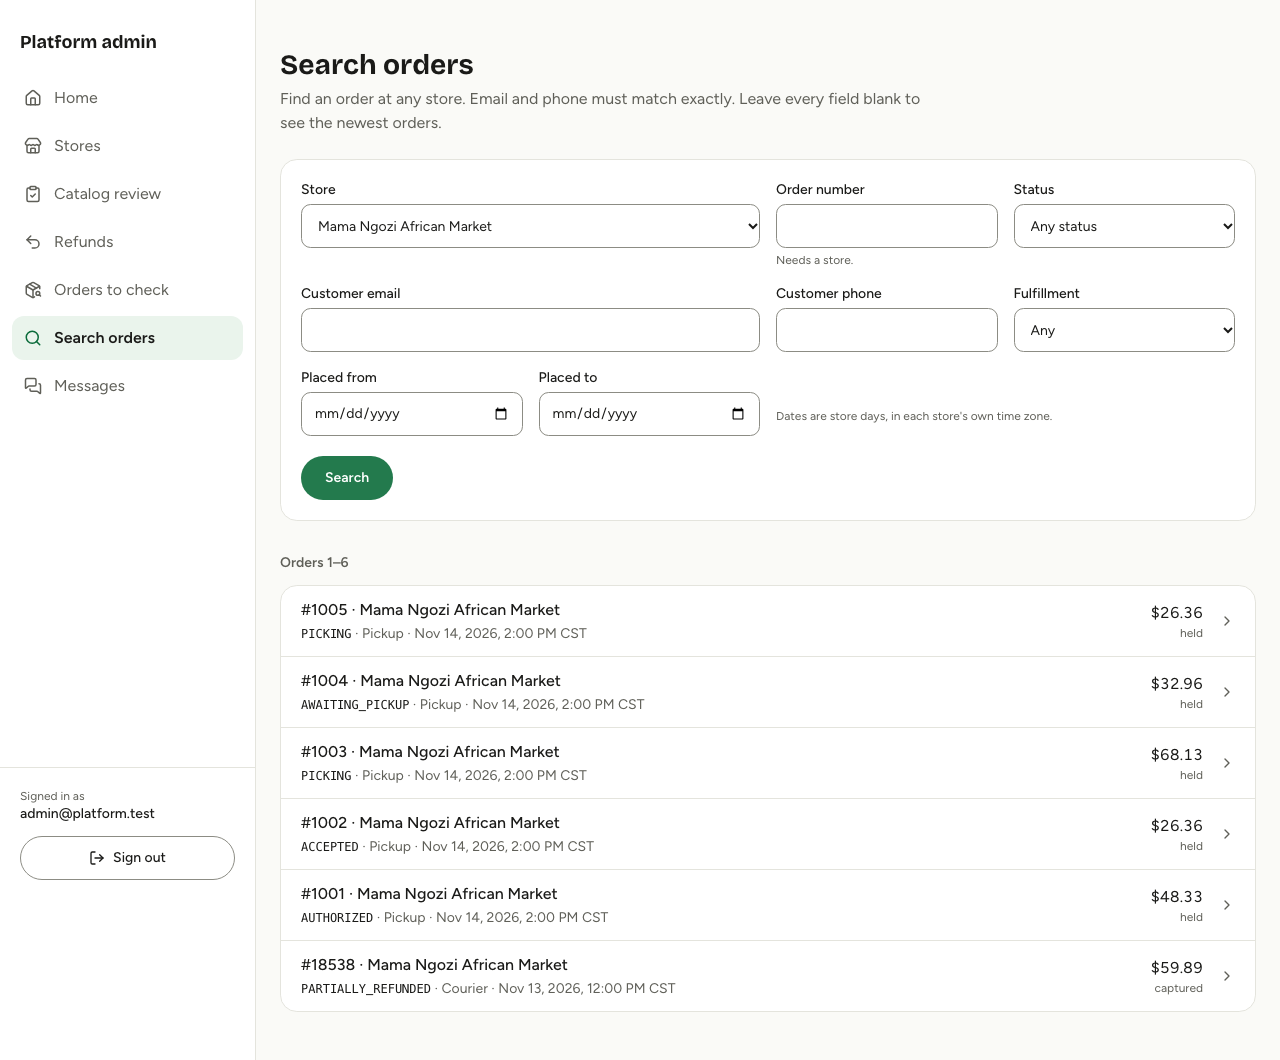 Platform admin
Home
Stores
Catalog review
Refunds
Orders to check
Search orders
Messages
Signed in as
admin@platform.test
Sign out
Search orders
Find an order at any store. Email and phone must match exactly. Leave every field blank to
see the newest orders.
Store
Order number
Status
Mama Ngozi African Market
Any status
Needs a store.
Customer email
Customer phone
Fulfillment
Any
Placed from
Placed to
mm/dd/yyyy
mm/dd/yyyy
Dates are store days, in each store's own time zone.
Search
Orders 1–6
#1005 · Mama Ngozi African Market
$26.36
PICKING · Pickup · Nov 14, 2026, 2:00 PM CST
held
#1004 · Mama Ngozi African Market
$32.96
AWAITING_PICKUP · Pickup · Nov 14, 2026, 2:00 PM CST
held
#1003 · Mama Ngozi African Market
$68.13
PICKING · Pickup · Nov 14, 2026, 2:00 PM CST
held
#1002 · Mama Ngozi African Market
$26.36
ACCEPTED · Pickup · Nov 14, 2026, 2:00 PM CST
held
#1001 · Mama Ngozi African Market
$48.33
AUTHORIZED · Pickup · Nov 14, 2026, 2:00 PM CST
held
#18538 · Mama Ngozi African Market
$59.89
PARTIALLY_REFUNDED · Courier · Nov 13, 2026, 12:00 PM CST
captured